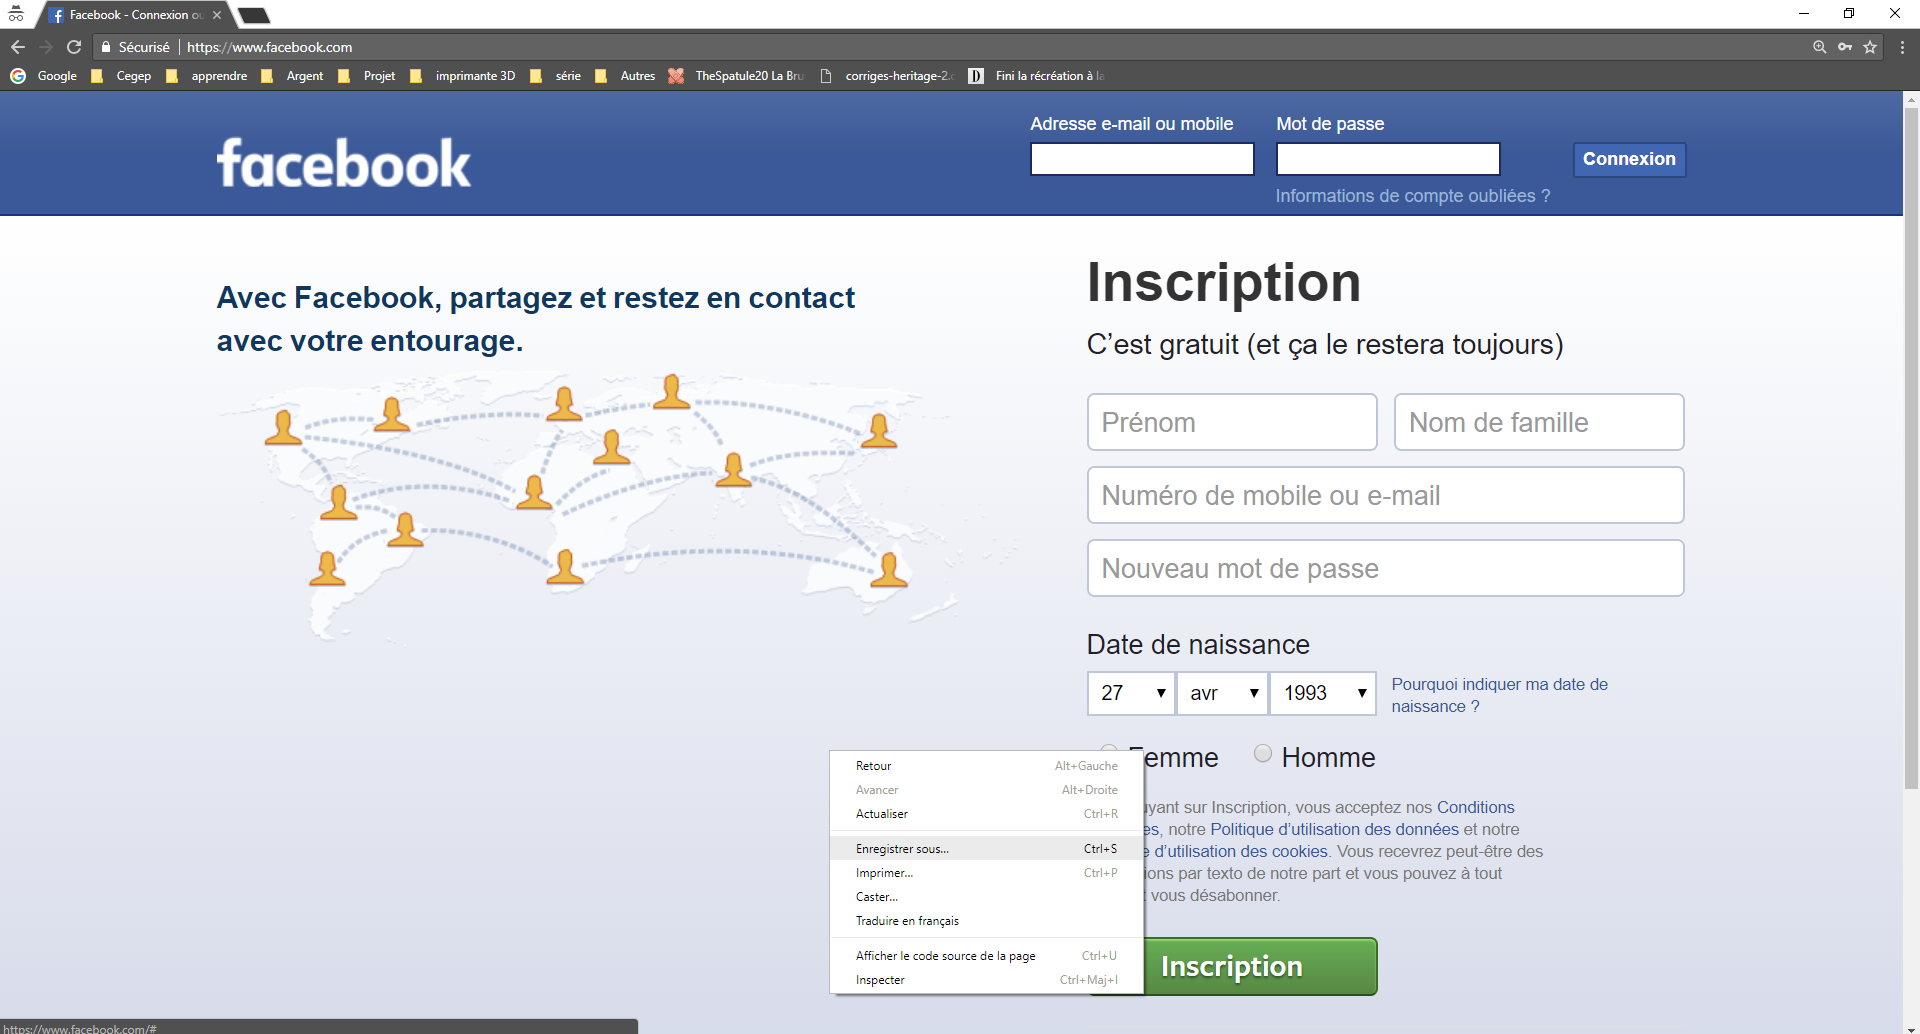 Facebook - Connexion ou
Sécurisé
https://www.facebook.com
Google
Cegep
apprendre
Argent
Projet
imprimante 3D
série
Autres
TheSpatule20 La Bru
corriges-heritage-2.c
D
Fini la récréation à la
facebook
Adresse e-mail ou mobile
Mot de passe
Connexion
Informations de compte oubliées ?
Avec Facebook, partagez et restez en contact
avec votre entourage.
Inscription
C’est gratuit (et ça le restera toujours)
Prénom
Nom de famille
Numéro de mobile ou e-mail
Nouveau mot de passe
Date de naissance
27
avr
1993
Pourquoi indiquer ma date de
naissance ?
Femme
Homme
uyant sur Inscription, vous acceptez nos Conditions
es, notre Politique d’utilisation des données et notre
e d’utilisation des cookies. Vous recevrez peut-être des
ions par texto de notre part et vous pouvez à tout
t vous désabonner.
Inscription
Retour Alt+Gauche
Avancer Alt+Droite
Actualiser Ctrl+R
Enregistrer sous... Ctrl+S
Imprimer... Ctrl+P
Caster...
Traduire en français
Afficher le code source de la page Ctrl+U
Inspecter Ctrl+Maj+I
https://www.facebook.com/#